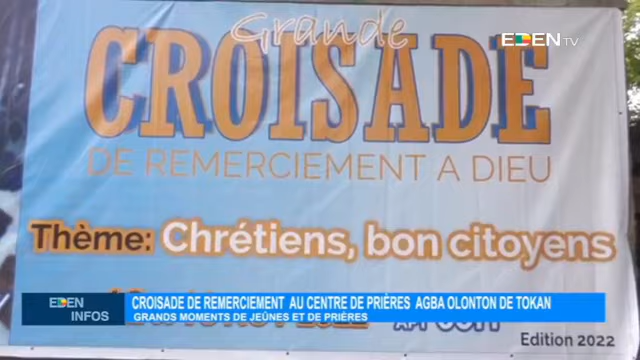 EDEN TV
Grande
CROISADE
DE REMERCIEMENT A DIEU
Thème: Chrétiens, bon citoyens
EDEN
INFOS
CROISADE DE REMERCIEMENT AU CENTRE DE PRIÈRES AGBA OLONTON DE TOKAN
GRANDS MOMENTS DE JEÛNES ET DE PRIÈRES
Edition 2022